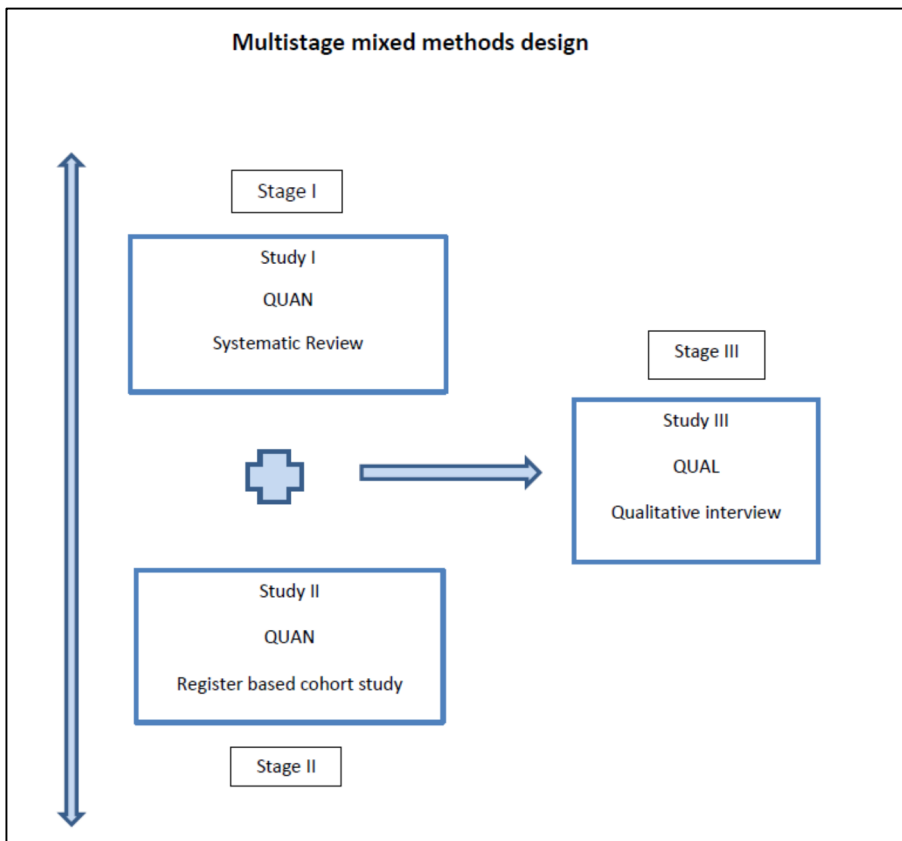 Multistage mixed methods design
Stage I
Study I
QUAN
Systematic Review
Stage III
Study III
QUAL
Qualitative interview
Study II
QUAN
Register based cohort study
Stage II